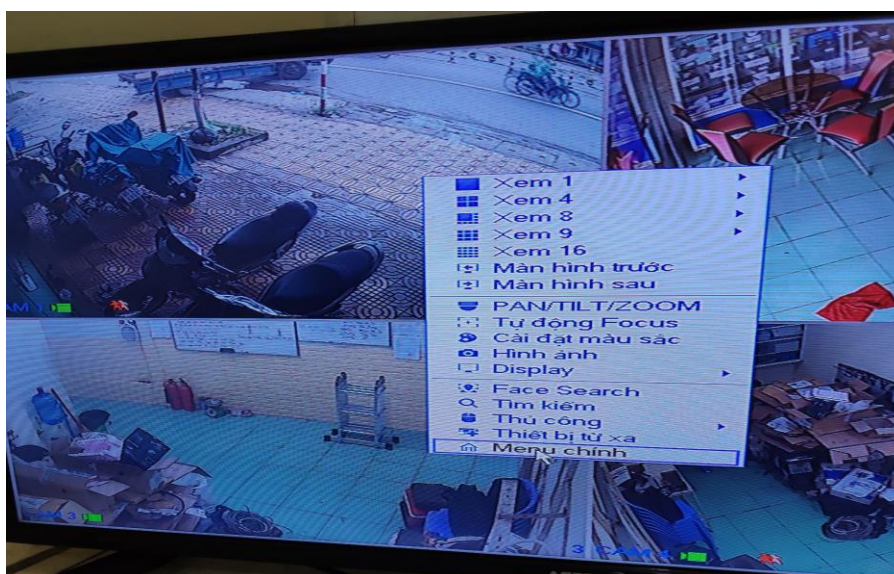 Xem 1
Xem 4
Xem 8
Xem 9
Xem 16
Màn hình trước
Màn hình sau
PAN/TILT/ZOOM
Tự động Focus
Cài đặt màu sắc
Hình ảnh
Display
Face Search
Tìm kiếm
Thủ công
Thiết bị từ xa
Menu chính
CAM 3
3 CAM 4